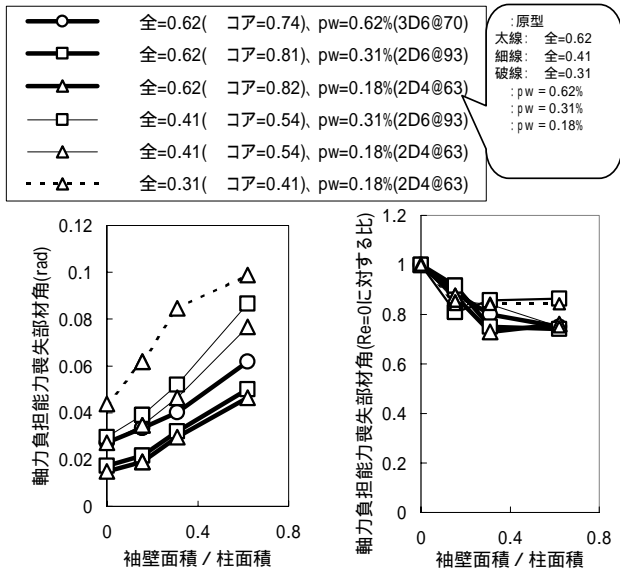 全=0.62( コア=0.74)、pw=0.62%(3D6@70)
全=0.62( コア=0.81)、pw=0.31%(2D6@93)
全=0.62( コア=0.82)、pw=0.18%(2D4@63)
全=0.41( コア=0.54)、pw=0.31%(2D6@93)
全=0.41( コア=0.54)、pw=0.18%(2D4@63)
全=0.31( コア=0.41)、pw=0.18%(2D4@63)
:原型
太線: 全=0.62
細線: 全=0.41
破線: 全=0.31
:pw=0.62%
:pw=0.31%
:pw=0.18%
軸力負担能力喪失部材角(rad)
0.12
0.1
0.08
0.06
0.04
0.02
0
0 0.4 0.8
袖壁面積 / 柱面積
軸力負担能力喪失部材角(Re=0に対する比)
1.2
1
0.8
0.6
0.4
0.2
0
0 0.4 0.8
袖壁面積 / 柱面積